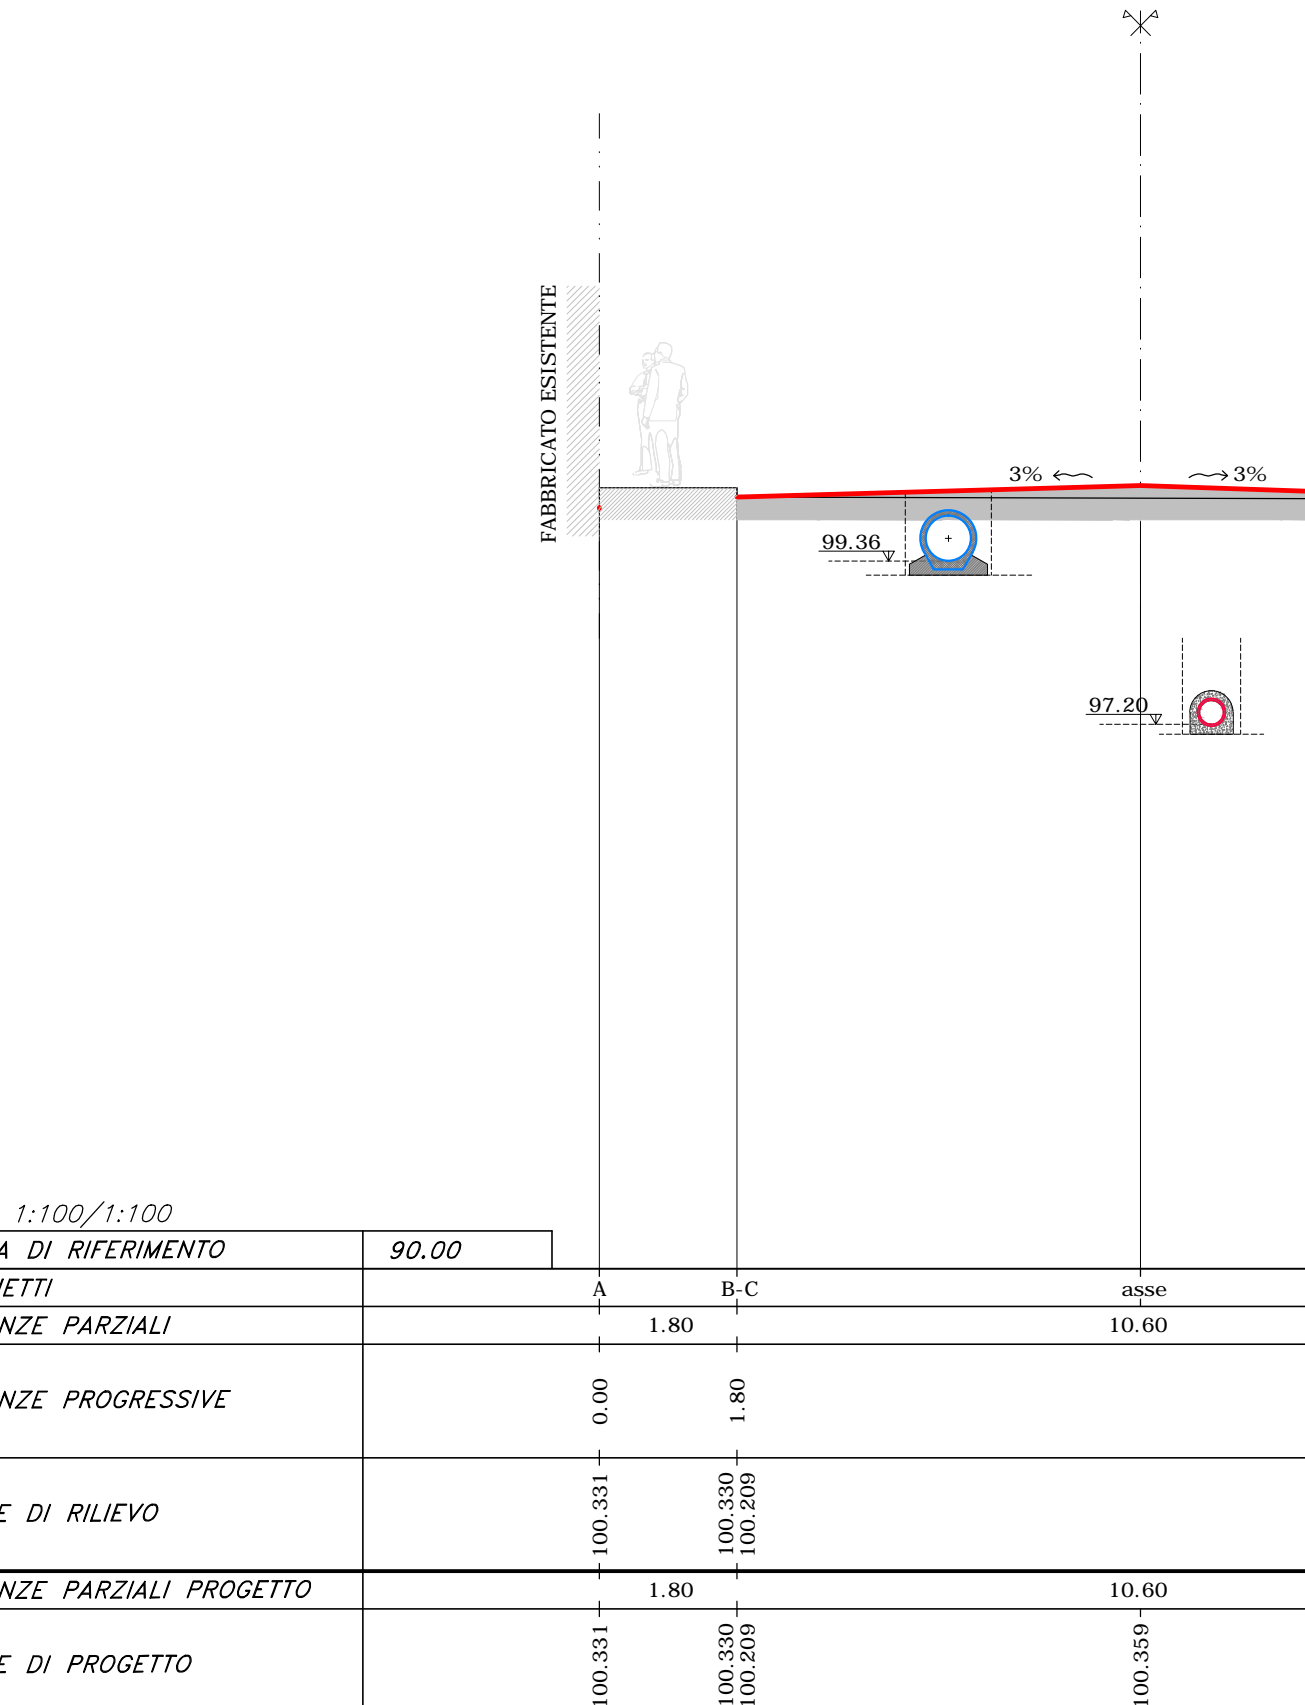 FABBRICATO ESISTENTE
3% 3%
99.36
97.20
1:100/1:100
A DI RIFERIMENTO 90.00
ETTI A B-C asse
NZE PARZIALI 1.80 10.60
NZE PROGRESSIVE 0.00 1.80
E DI RILIEVO 100.331 100.330 100.209
NZE PARZIALI PROGETTO 1.80 10.60
E DI PROGETTO 100.331 100.330 100.209 100.359